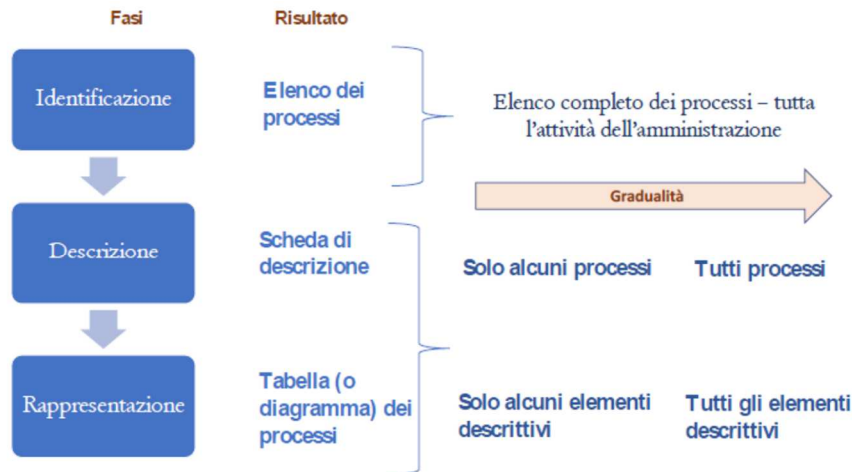 Fasi
Risultato
Identificazione
Elenco dei
processi
Elenco completo dei processi – tutta
l'attività dell'amministrazione
Gradualità
Descrizione
Scheda di
descrizione
Solo alcuni processi
Tutti processi
Rappresentazione
Tabella (o
diagramma) dei
processi
Solo alcuni elementi
descrittivi
Tutti gli elementi
descrittivi